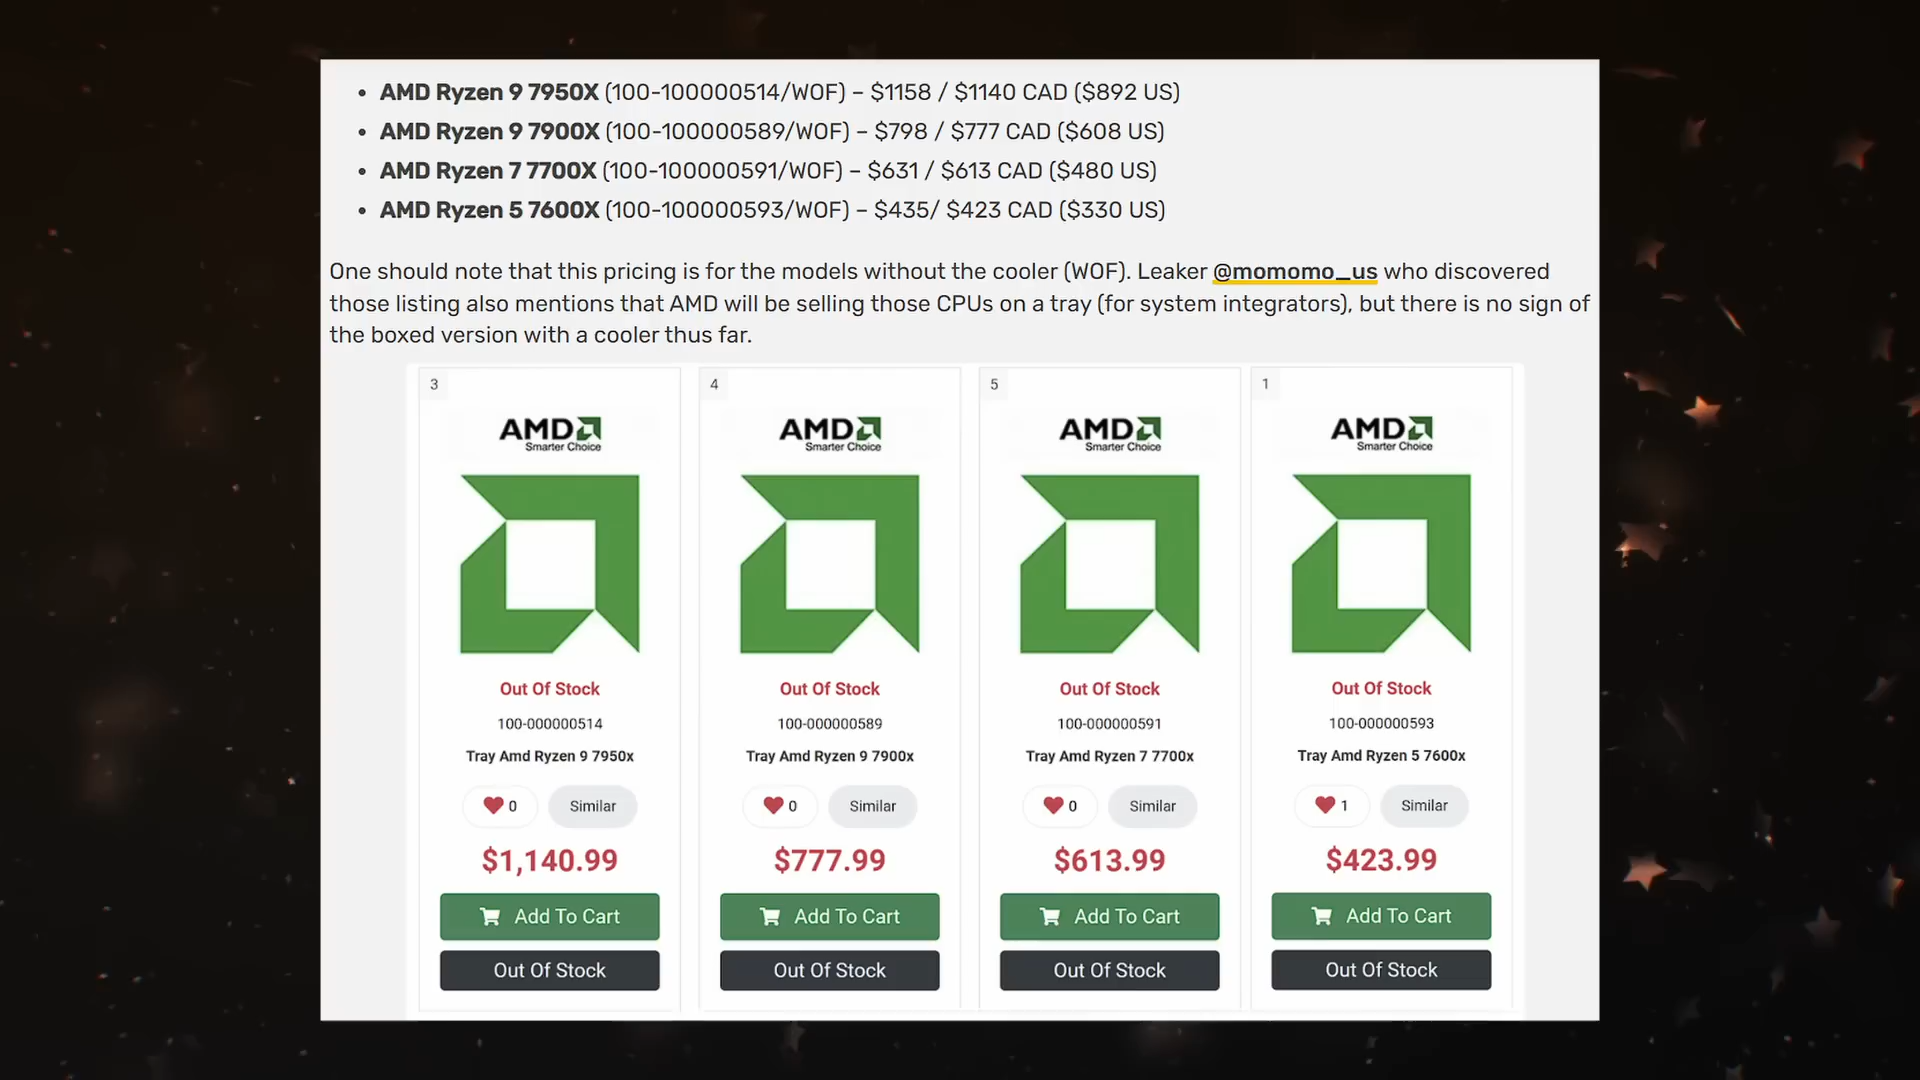 • AMD Ryzen 9 7950X (100-100000514/WOF) – $1158 / $1140 CAD ($892 US)
• AMD Ryzen 9 7900X (100-100000589/WOF) – $798 / $777 CAD ($608 US)
• AMD Ryzen 7 7700X (100-100000591/WOF) – $631 / $613 CAD ($480 US)
• AMD Ryzen 5 7600X (100-100000593/WOF) – $435/ $423 CAD ($330 US)
One should note that this pricing is for the models without the cooler (WOF). Leaker @momomo_us who discovered
those listing also mentions that AMD will be selling those CPUs on a tray (for system integrators), but there is no sign of
the boxed version with a cooler thus far.
3
AMD
Smarter Choice
Out Of Stock
100-000000514
Tray Amd Ryzen 9 7950x
0 Similar
$1,140.99
Add To Cart
Out Of Stock
4
AMD
Smarter Choice
Out Of Stock
100-000000589
Tray Amd Ryzen 9 7900x
0 Similar
$777.99
Add To Cart
Out Of Stock
5
AMD
Smarter Choice
Out Of Stock
100-000000591
Tray Amd Ryzen 7 7700x
0 Similar
$613.99
Add To Cart
Out Of Stock
1
AMD
Smarter Choice
Out Of Stock
100-000000593
Tray Amd Ryzen 5 7600x
1 Similar
$423.99
Add To Cart
Out Of Stock